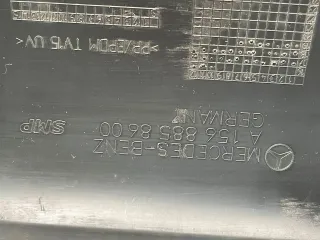 MERCEDES-BENZ
A 156 885 86 00
GERMANY
SMP
>PP/EPDM TV15 UV<